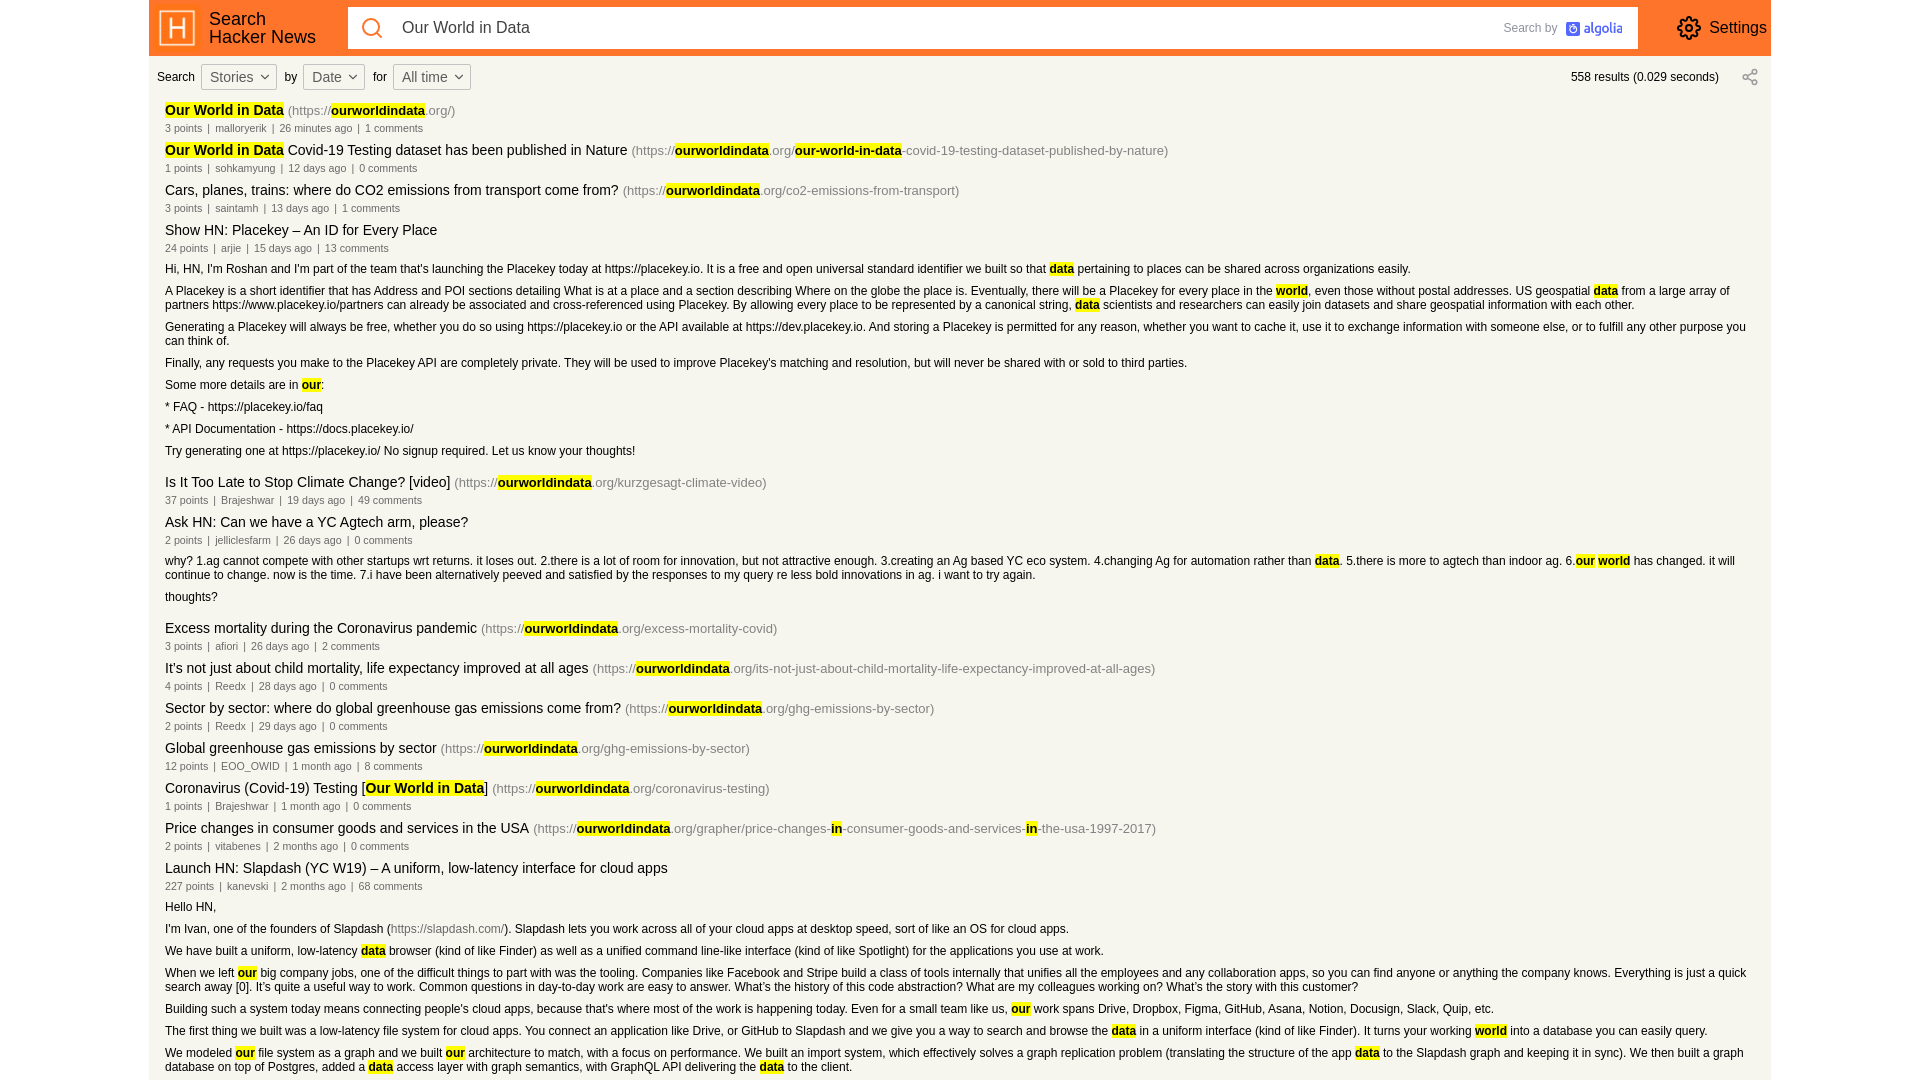 Search
Hacker News
Our World in Data
Search by algolia
Settings
Search Stories by Date for All time 558 results (0.029 seconds)
Our World in Data (https://ourworldindata.org/)
3 points | malloryerik | 26 minutes ago | 1 comments
Our World in Data Covid-19 Testing dataset has been published in Nature (https://ourworldindata.org/our-world-in-data-covid-19-testing-dataset-published-by-nature)
1 points | sohkamyung | 12 days ago | 0 comments
Cars, planes, trains: where do CO2 emissions from transport come from? (https://ourworldindata.org/co2-emissions-from-transport)
3 points | saintamh | 13 days ago | 1 comments
Show HN: Placekey – An ID for Every Place
24 points | arjie | 15 days ago | 13 comments
Hi, HN, I'm Roshan and I'm part of the team that's launching the Placekey today at https://placekey.io. It is a free and open universal standard identifier we built so that data pertaining to places can be shared across organizations easily.
A Placekey is a short identifier that has Address and POI sections detailing What is at a place and a section describing Where on the globe the place is. Eventually, there will be a Placekey for every place in the world, even those without postal addresses. US geospatial data from a large array of
partners https://www.placekey.io/partners can already be associated and cross-referenced using Placekey. By allowing every place to be represented by a canonical string, data scientists and researchers can easily join datasets and share geospatial information with each other.
Generating a Placekey will always be free, whether you do so using https://placekey.io or the API available at https://dev.placekey.io. And storing a Placekey is permitted for any reason, whether you want to cache it, use it to exchange information with someone else, or to fulfill any other purpose you
can think of.
Finally, any requests you make to the Placekey API are completely private. They will be used to improve Placekey's matching and resolution, but will never be shared with or sold to third parties.
Some more details are in our:
* FAQ - https://placekey.io/faq
* API Documentation - https://docs.placekey.io/
Try generating one at https://placekey.io/ No signup required. Let us know your thoughts!
Is It Too Late to Stop Climate Change? [video] (https://ourworldindata.org/kurzgesagt-climate-video)
37 points | Brajeshwar | 19 days ago | 49 comments
Ask HN: Can we have a YC Agtech arm, please?
2 points | jelliclesfarm | 26 days ago | 0 comments
why? 1.ag cannot compete with other startups wrt returns. it loses out. 2.there is a lot of room for innovation, but not attractive enough. 3.creating an Ag based YC eco system. 4.changing Ag for automation rather than data. 5.there is more to agtech than indoor ag. 6.our world has changed. it will
continue to change. now is the time. 7.i have been alternatively peeved and satisfied by the responses to my query re less bold innovations in ag. i want to try again.
thoughts?
Excess mortality during the Coronavirus pandemic (https://ourworldindata.org/excess-mortality-covid)
3 points | afiori | 26 days ago | 2 comments
It’s not just about child mortality, life expectancy improved at all ages (https://ourworldindata.org/its-not-just-about-child-mortality-life-expectancy-improved-at-all-ages)
4 points | Reedx | 28 days ago | 0 comments
Sector by sector: where do global greenhouse gas emissions come from? (https://ourworldindata.org/ghg-emissions-by-sector)
2 points | Reedx | 29 days ago | 0 comments
Global greenhouse gas emissions by sector (https://ourworldindata.org/ghg-emissions-by-sector)
12 points | EOO_OWID | 1 month ago | 8 comments
Coronavirus (Covid-19) Testing [Our World in Data] (https://ourworldindata.org/coronavirus-testing)
1 points | Brajeshwar | 1 month ago | 0 comments
Price changes in consumer goods and services in the USA (https://ourworldindata.org/grapher/price-changes-in-consumer-goods-and-services-in-the-usa-1997-2017)
2 points | vitabenes | 2 months ago | 0 comments
Launch HN: Slapdash (YC W19) – A uniform, low-latency interface for cloud apps
227 points | kanevski | 2 months ago | 68 comments
Hello HN,
I'm Ivan, one of the founders of Slapdash (https://slapdash.com/). Slapdash lets you work across all of your cloud apps at desktop speed, sort of like an OS for cloud apps.
We have built a uniform, low-latency data browser (kind of like Finder) as well as a unified command line-like interface (kind of like Spotlight) for the applications you use at work.
When we left our big company jobs, one of the difficult things to part with was the tooling. Companies like Facebook and Stripe build a class of tools internally that unifies all the employees and any collaboration apps, so you can find anyone or anything the company knows. Everything is just a quick
search away [0]. It’s quite a useful way to work. Common questions in day-to-day work are easy to answer. What’s the history of this code abstraction? What are my colleagues working on? What’s the story with this customer?
Building such a system today means connecting people's cloud apps, because that's where most of the work is happening today. Even for a small team like us, our work spans Drive, Dropbox, Figma, GitHub, Asana, Notion, Docusign, Slack, Quip, etc.
The first thing we built was a low-latency file system for cloud apps. You connect an application like Drive, or GitHub to Slapdash and we give you a way to search and browse the data in a uniform interface (kind of like Finder). It turns your working world into a database you can easily query.
We modeled our file system as a graph and we built our architecture to match, with a focus on performance. We built an import system, which effectively solves a graph replication problem (translating the structure of the app data to the Slapdash graph and keeping it in sync). We then built a graph
database on top of Postgres, added a data access layer with graph semantics, with GraphQL API delivering the data to the client.